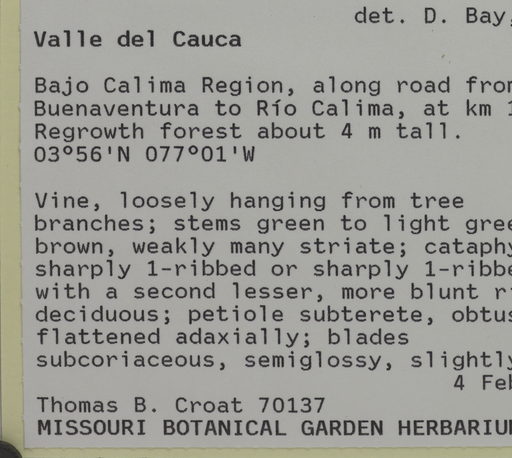 det. D. Bay,
Valle del Cauca
Bajo Calima Region, along road from
Buenaventura to Río Calima, at km 1
Regrowth forest about 4 m tall.
03°56'N 077°01'W
Vine, loosely hanging from tree
branches; stems green to light gree
brown, weakly many striate; cataphy
sharply 1-ribbed or sharply 1-ribbe
with a second lesser, more blunt ri
deciduous; petiole subterete, obtus
flattened adaxially; blades
subcoriaceous, semiglossy, slightly
4 Feb
Thomas B. Croat 70137
MISSOURI BOTANICAL GARDEN HERBARIUM